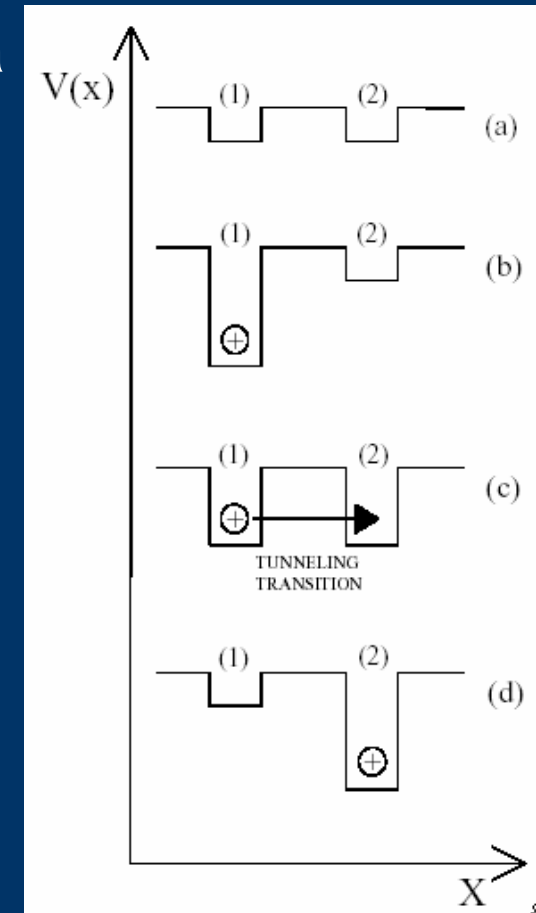 V(x)
(1) (2)
(a)
(1) (2)
(b)
(1) (2)
(c)
TUNNELING
TRANSITION
(1) (2)
(d)
X